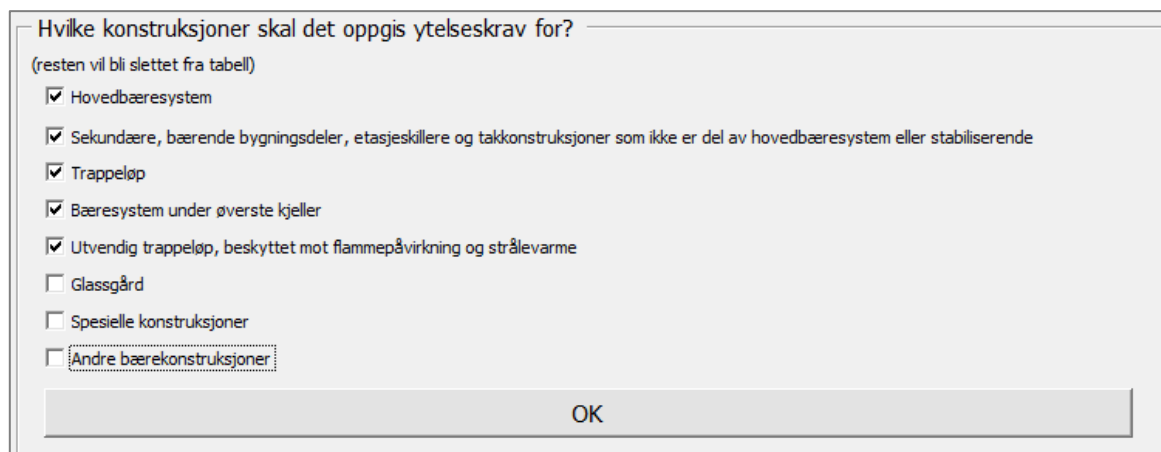 Hvilke konstruksjoner skal det oppgis ytelseskrav for?
(resten vil bli slettet fra tabell)
Hovedbæresystem
Sekundære, bærende bygningsdeler, etasjeskillere og takkonstruksjoner som ikke er del av hovedbæresystem eller stabiliserende
Trappeløp
Bæresystem under øverste kjeller
Utvendig trappeløp, beskyttet mot flammepåvirkning og strålevarme
Glassgård
Spesielle konstruksjoner
Andre bærekonstruksjoner
OK